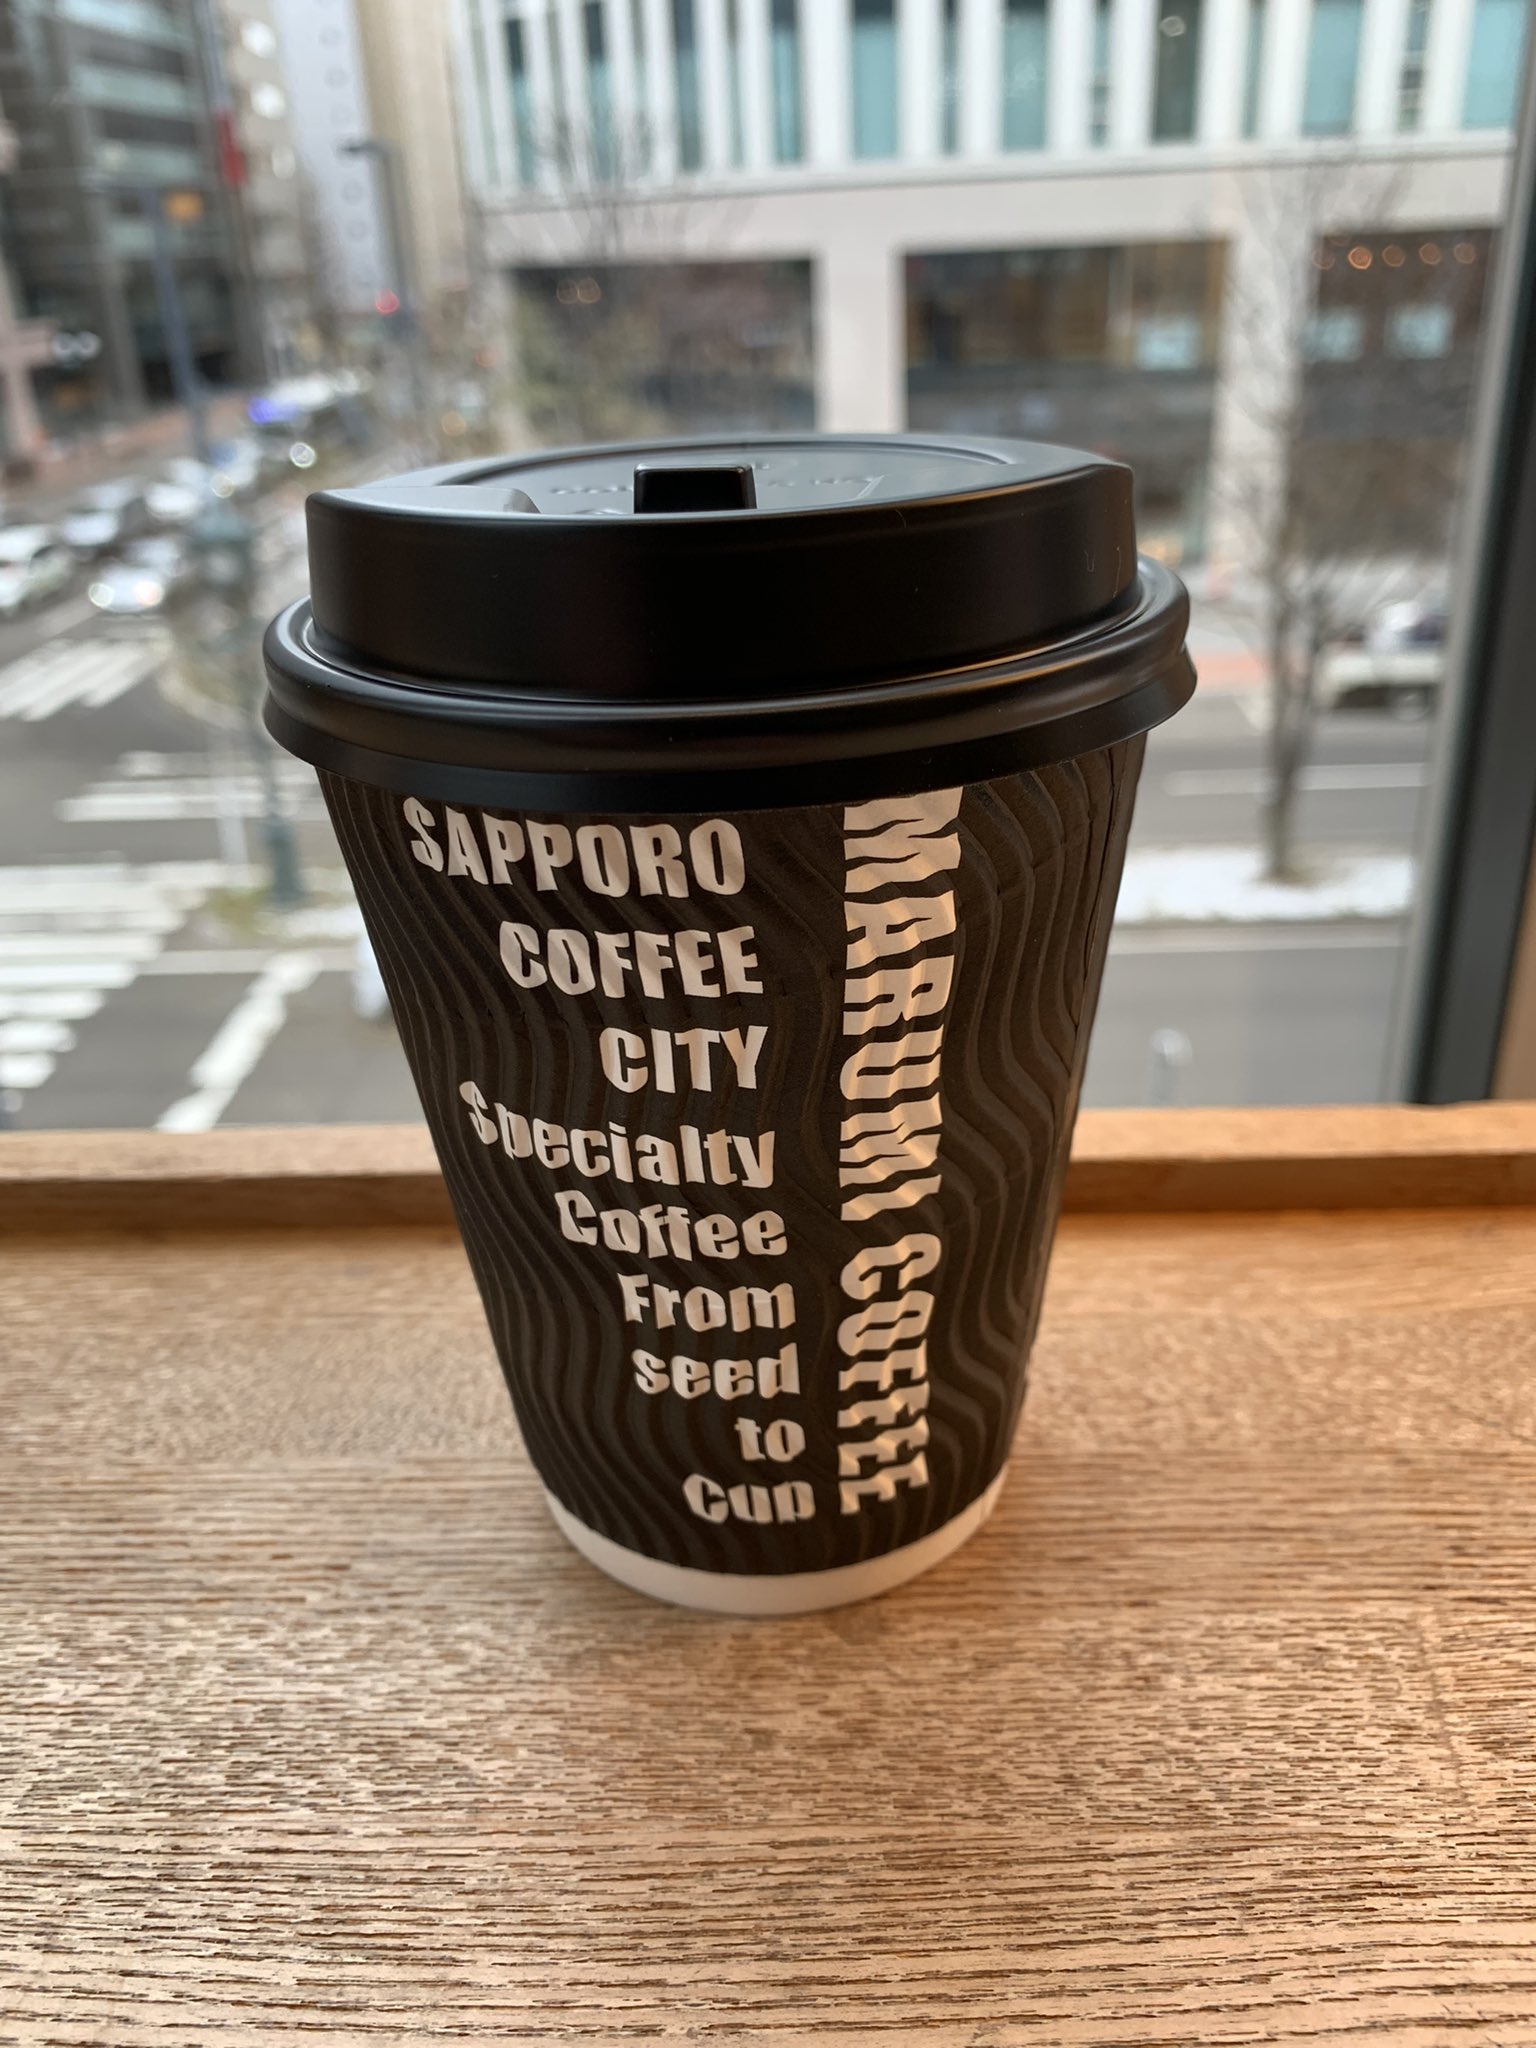 SAPPORO
COFFEE
CITY
Specialty
Coffee
From
seed
to
Cup
MARUMI COFFEE